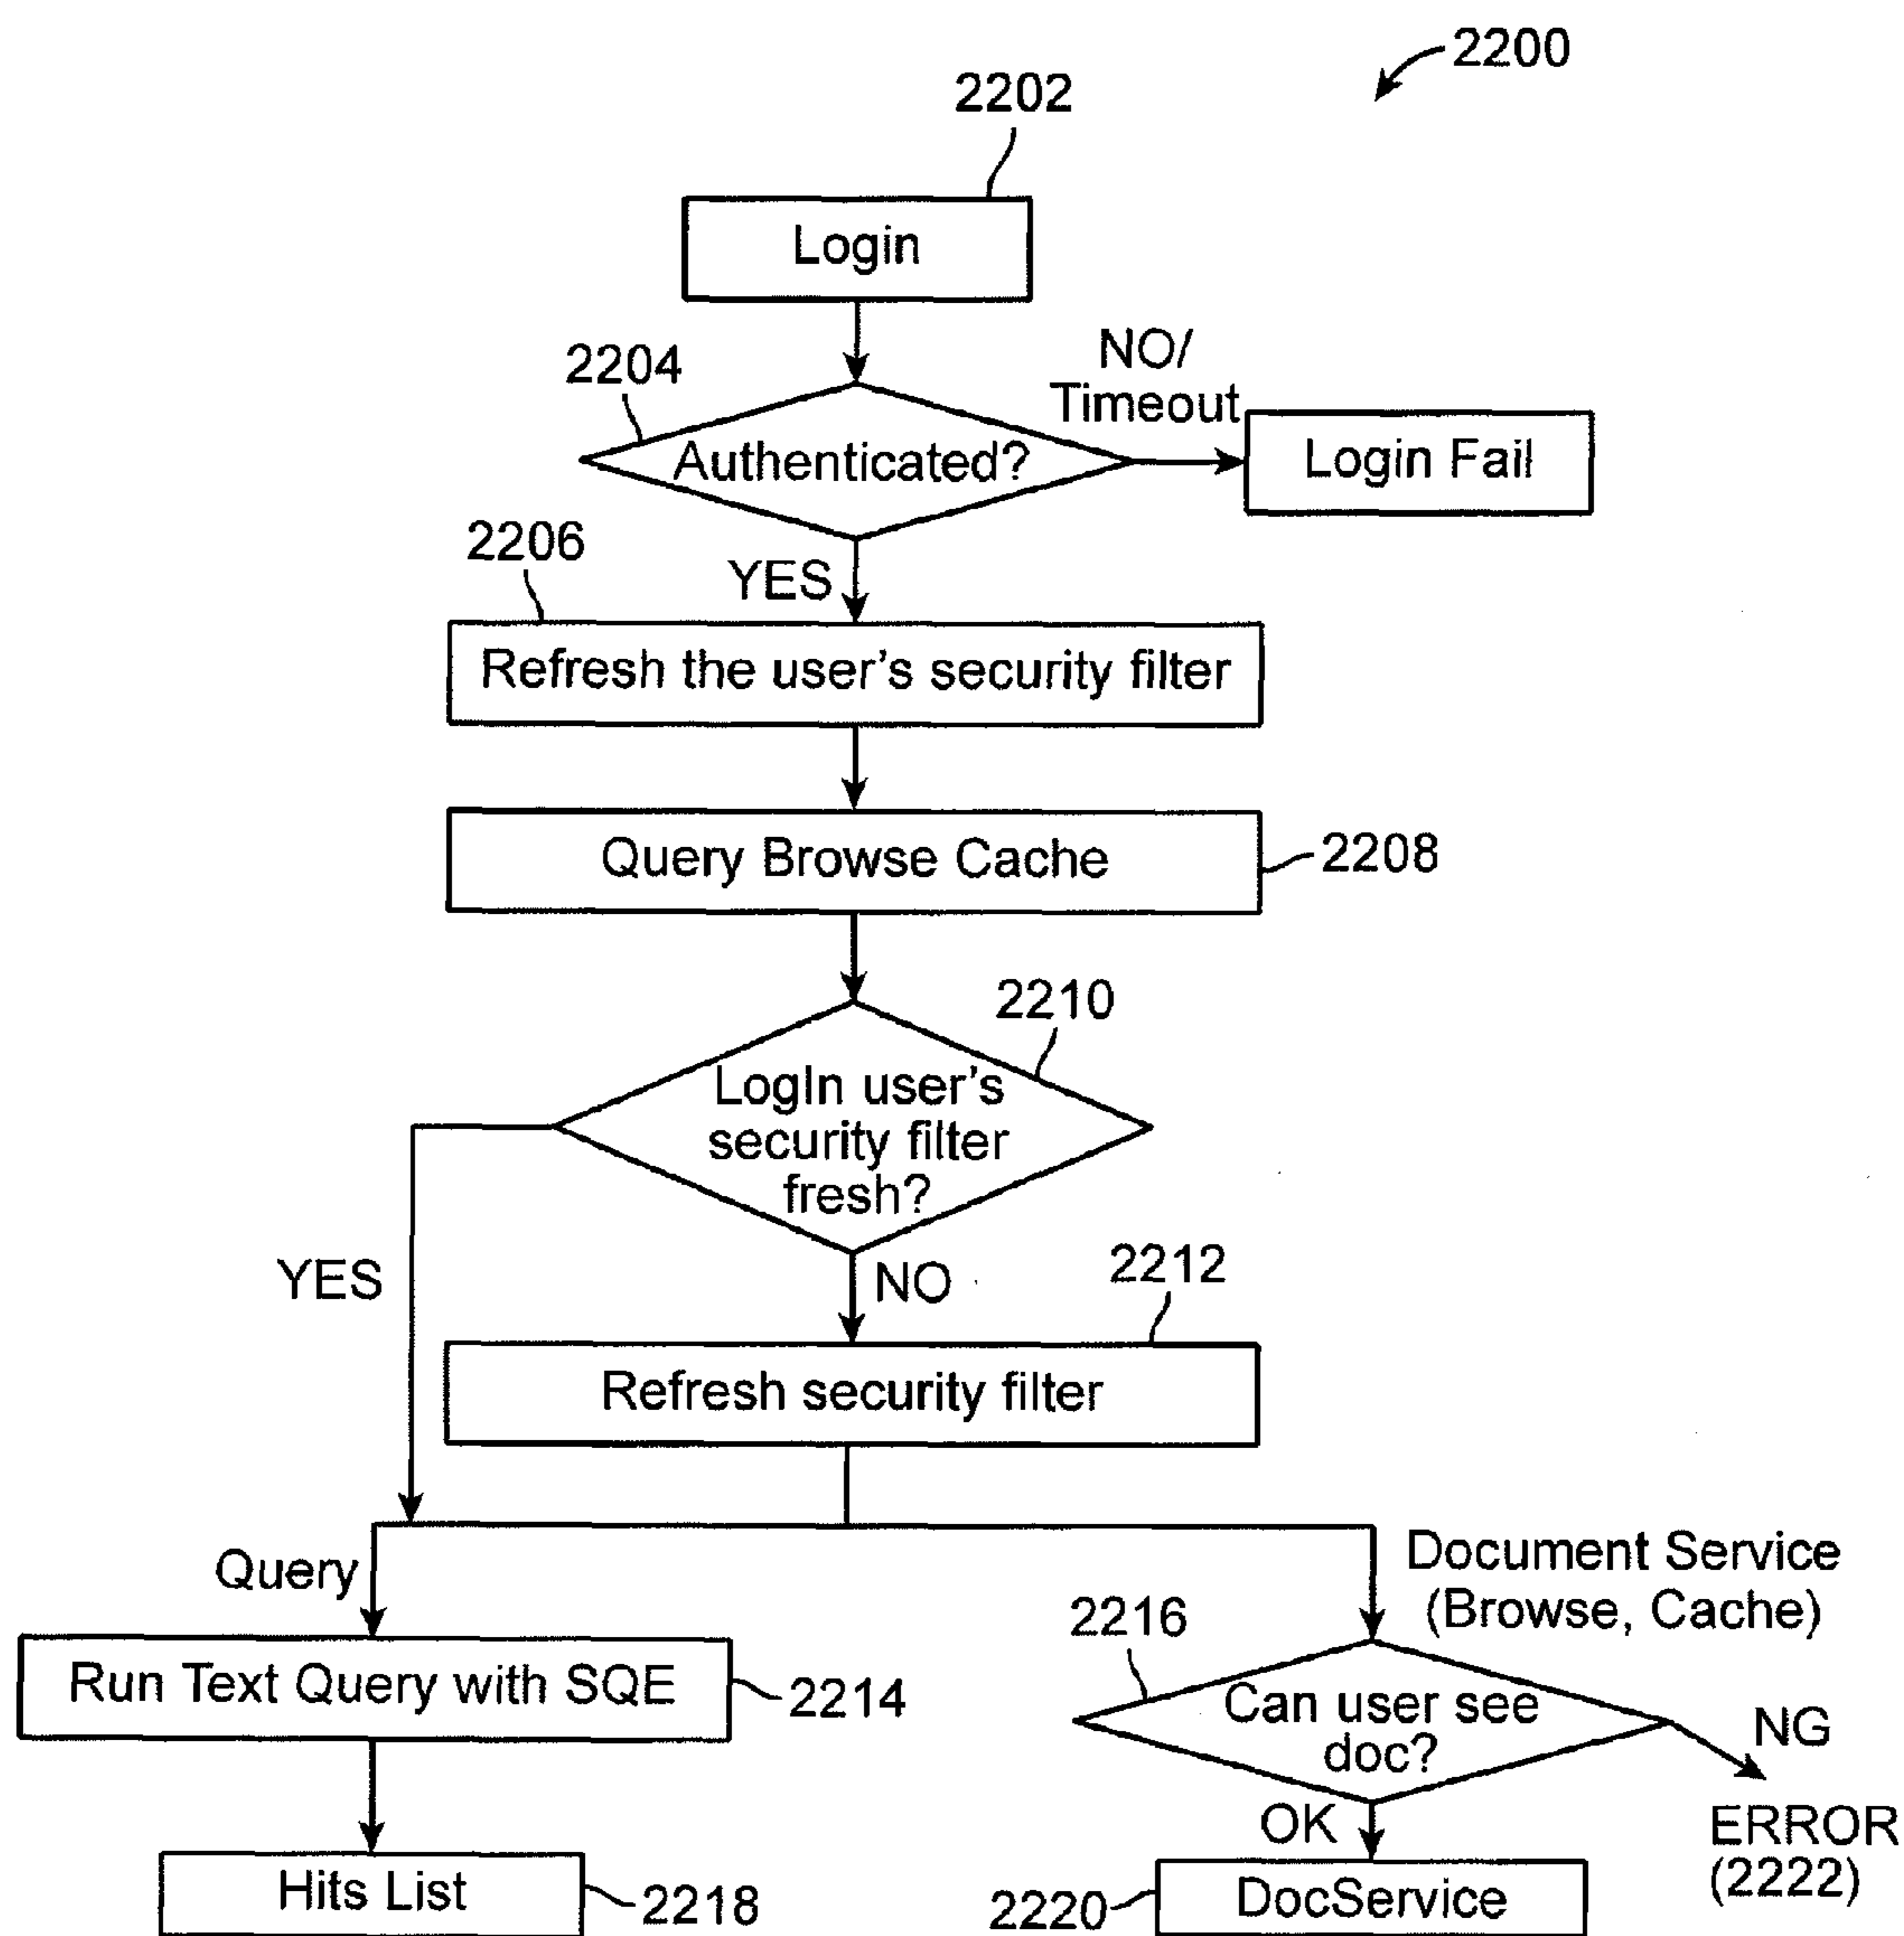 2200
2202
Login
2204
NO/
Timeout
Authenticated?
Login Fail
2206
YES
Refresh the user's security filter
Query Browse Cache
2208
2210
LogIn user's
security filter
fresh?
YES
NO
2212
Refresh security filter
Query
Document Service
(Browse, Cache)
2216
Run Text Query with SQE
2214
Can user see
doc?
NG
OK
ERROR
(2222)
Hits List
2218
2220
DocService